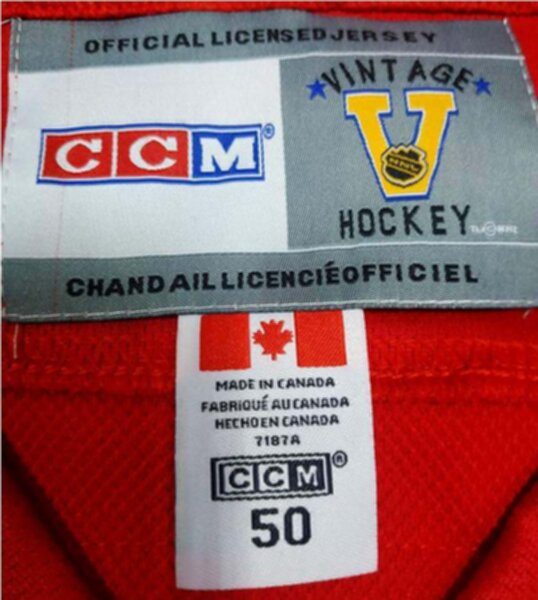 OFFICIAL LICENSED JERSEY
CCM®
VINTAGE
V
HOCKEY
CHANDAIL LICENCIÉ OFFICIEL
MADE IN CANADA
FABRIQUÉ AU CANADA
HECHO EN CANADA
7187A
CCM®
50